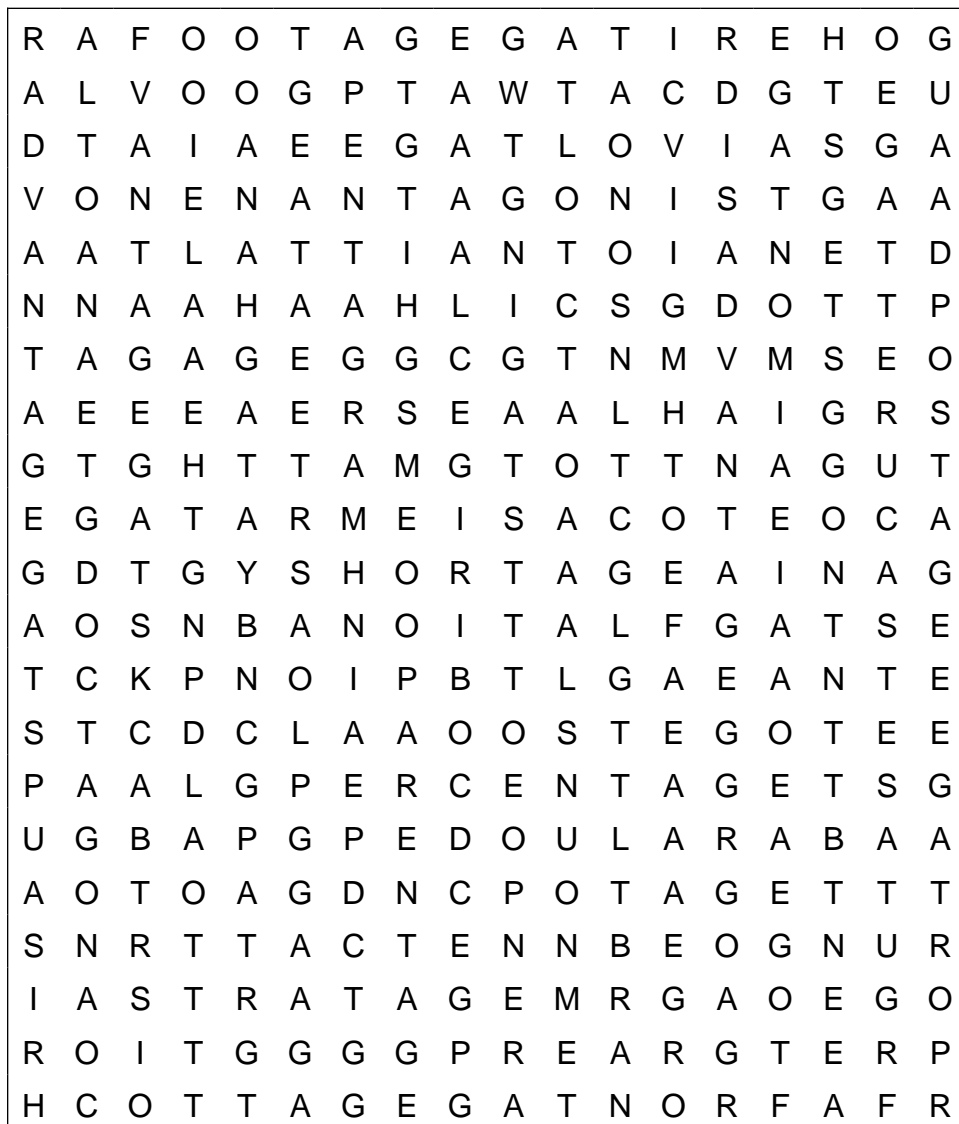 R A F O O T A G E G A T I R E H O G
A L V O O G P T A W T A C D G T E U
D T A I A E E G A T L O V I A S G A
V O N E N A N T A G O N I S T G A A
A A T L A T T I A N T O I A N E T D
N N A A H A A H L I C S G D O T T P
T A G A G E G G C G T N M V M S E O
A E E E A E R S E A A L H A I G R S
G T G H T T A M G T O T T N A G U T
E G A T A R M E I S A C O T E O C A
G D T G Y S H O R T A G E A I N A G
A O S N B A N O I T A L F G A T S E
T C K P N O I P B T L G A E A N T E
S T C D C L A A O O S T E G O T E E
P A A L G P E R C E N T A G E T S G
U G B A P G P E D O U L A R A B A A
A O T O A G D N C P O T A G E T T T
S N R T T A C T E N N B E O G N U R
I A S T R A T A G E M R G A O E G O
R O I T G G G G P R E A R G T E R P
H C O T T A G E G A T N O R F A F R